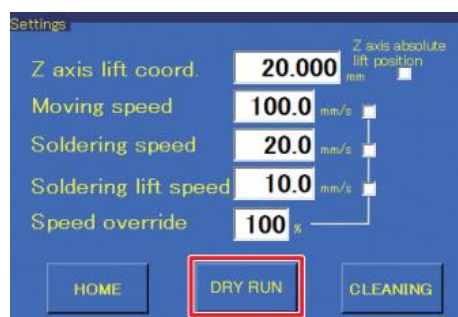 Settings
Z axis absolute
lift position
Z axis lift coord. 20.000 mm
Moving speed 100.0 mm/s
Soldering speed 20.0 mm/s
Soldering lift speed 10.0 mm/s
Speed override 100 %
HOME DRY RUN CLEANING